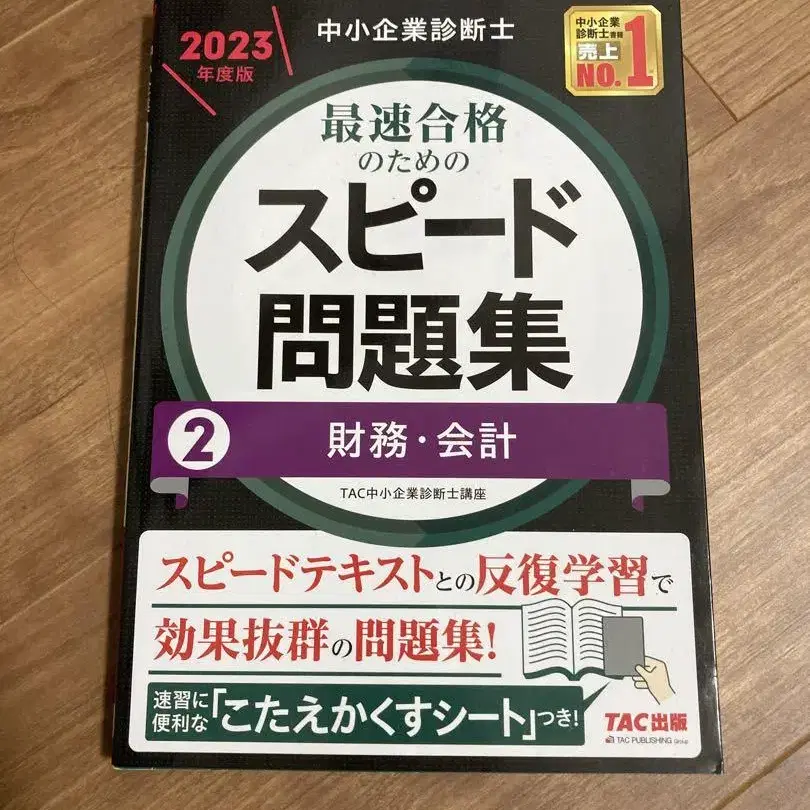 2023
年度版
中小企業診断士
中小企業
診断士書籍
売上
NO.1
最速合格
のための
スピード
問題集
2 財務・会計
TAC中小企業診断士講座
スピードテキストとの反復学習で
効果抜群の問題集!
速習に
便利な「こたえかくすシート」つき!
TAC出版
TAC PUBLISHING Group